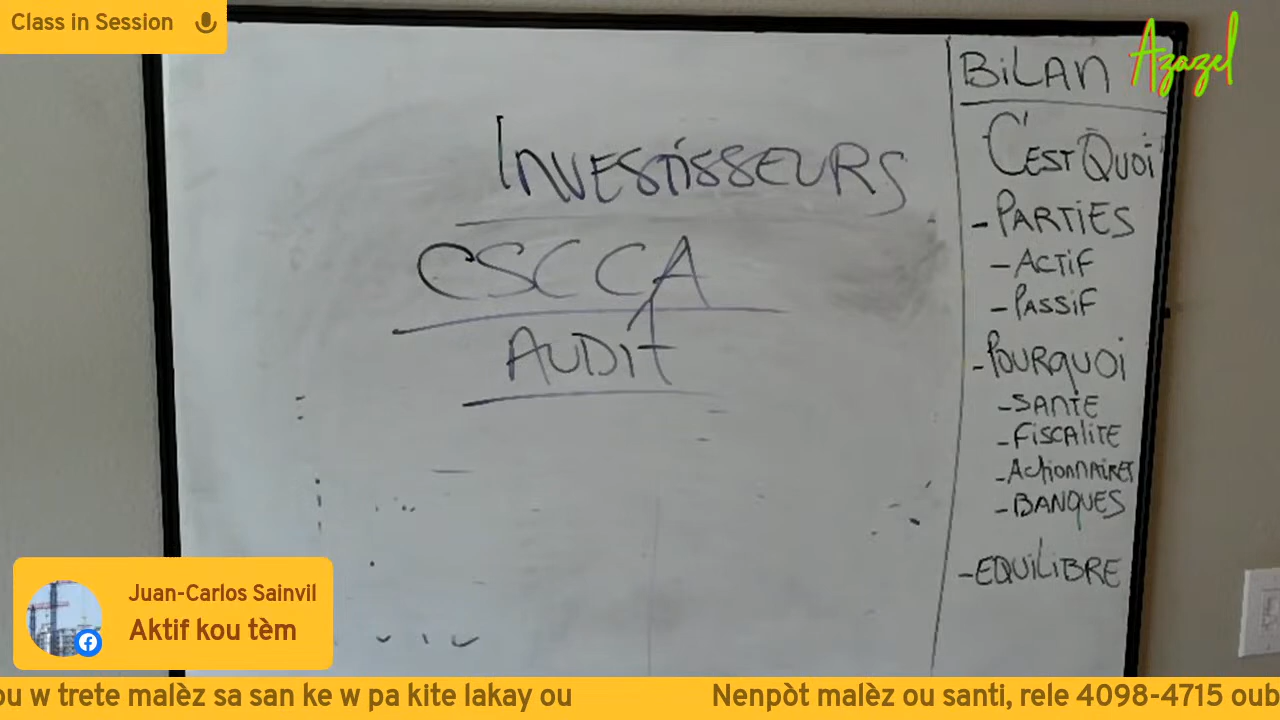 Class in Session
Azazel
INVESTISSEURS
CSCCA
AUDIT
BiLAN
C'EST QUOi
- PARTiES
- ACTiF
- PASSiF
- POURQUOi
- SANTE
- FiSCALiTE
- ACtiONNAiRES
- BANQUES
- EQUiLiBRE
Juan-Carlos Sainvil
Aktif kou tèm
ou w trete malèz sa san ke w pa kite lakay ou
Nenpòt malèz ou santi, rele 4098-4715 oub